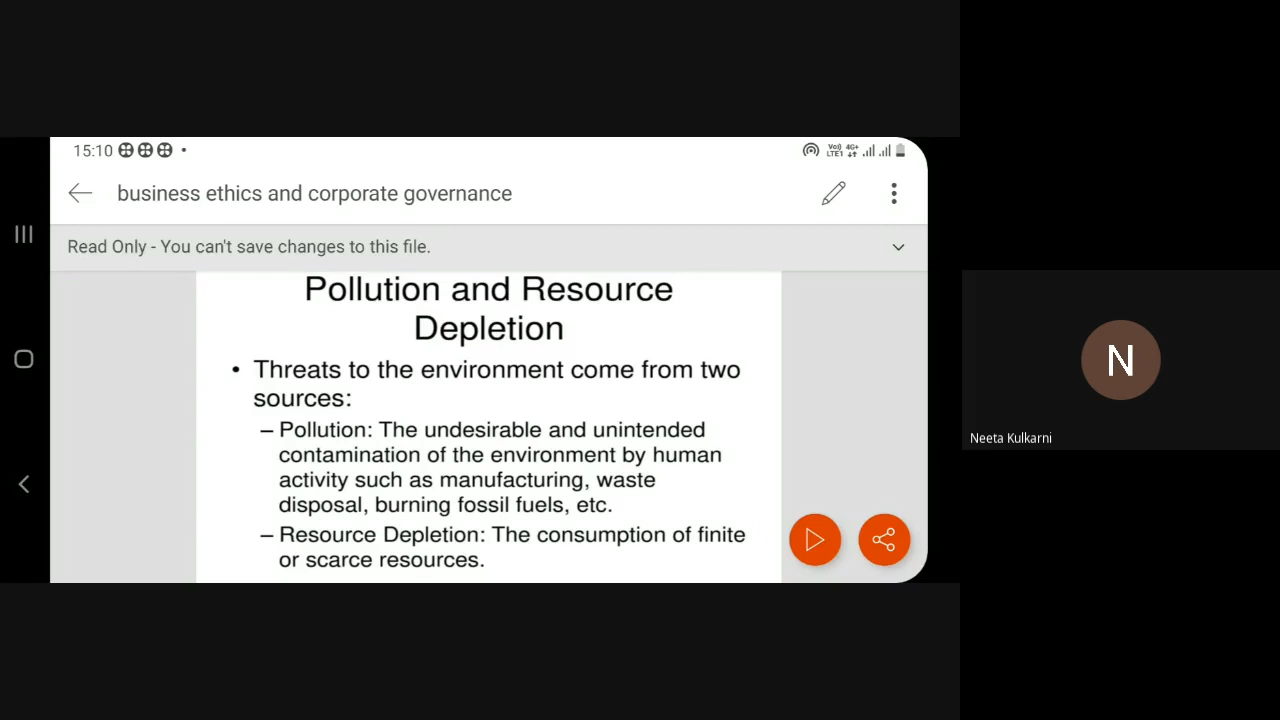 15:10
Vo)) 4G+
LTE1
business ethics and corporate governance
Read Only - You can't save changes to this file.
Pollution and Resource
Depletion
• Threats to the environment come from two
sources:
– Pollution: The undesirable and unintended
contamination of the environment by human
activity such as manufacturing, waste
disposal, burning fossil fuels, etc.
– Resource Depletion: The consumption of finite
or scarce resources.
N
Neeta Kulkarni